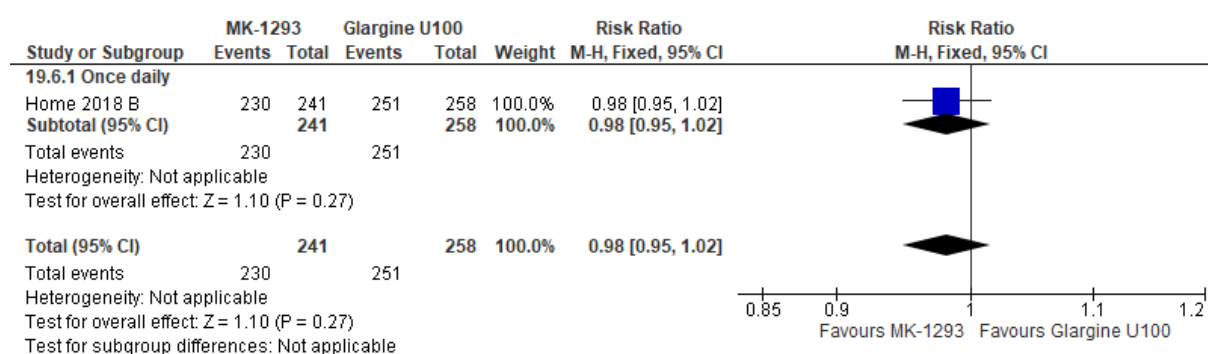 MK-1293 Glargine U100 Risk Ratio Risk Ratio
Study or Subgroup Events Total Events Total Weight M-H, Fixed, 95% CI M-H, Fixed, 95% CI
19.6.1 Once daily
Home 2018 B 230 241 251 258 100.0% 0.98 [0.95, 1.02]
Subtotal (95% CI) 241 258 100.0% 0.98 [0.95, 1.02]
Total events 230 251
Heterogeneity: Not applicable
Test for overall effect: Z = 1.10 (P = 0.27)
Total (95% CI) 241 258 100.0% 0.98 [0.95, 1.02]
Total events 230 251
Heterogeneity: Not applicable
Test for overall effect: Z = 1.10 (P = 0.27)
Test for subgroup differences: Not applicable
0.85 0.9 1 1.1 1.2
Favours MK-1293 Favours Glargine U100